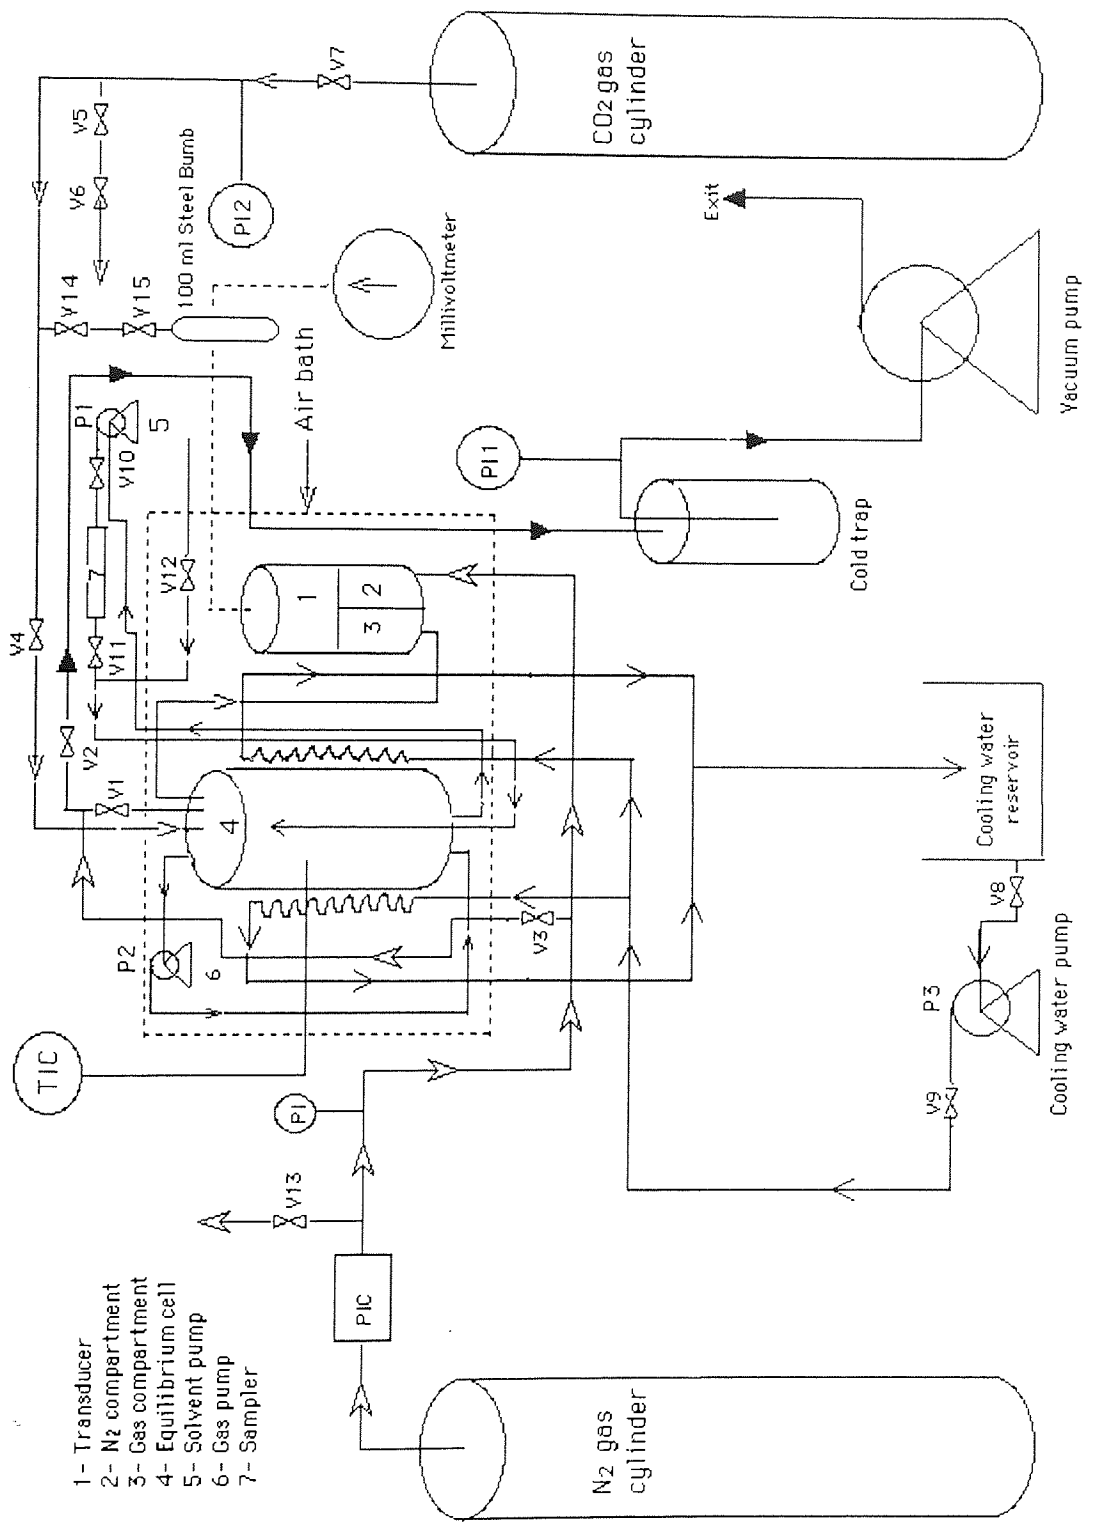 1- Transducer
2- N2 compartment
3- Gas compartment
4- Equilibrium cell
5- Solvent pump
6- Gas pump
7- Sampler
N2 gas
cylinder
PIC
V13
PI
TIC
P2
6
V3
4
V1
V2
V4
V11
7
V10
P1
5
V12
1
2
3
Air bath
V14
V15
100 ml Steel Bumb
V6
V5
PI2
V7
Millivoltmeter
CO2 gas
cylinder
PI1
Cold trap
Exit
Vacuum pump
Cooling water
reservoir
V8
P3
V9
Cooling water pump